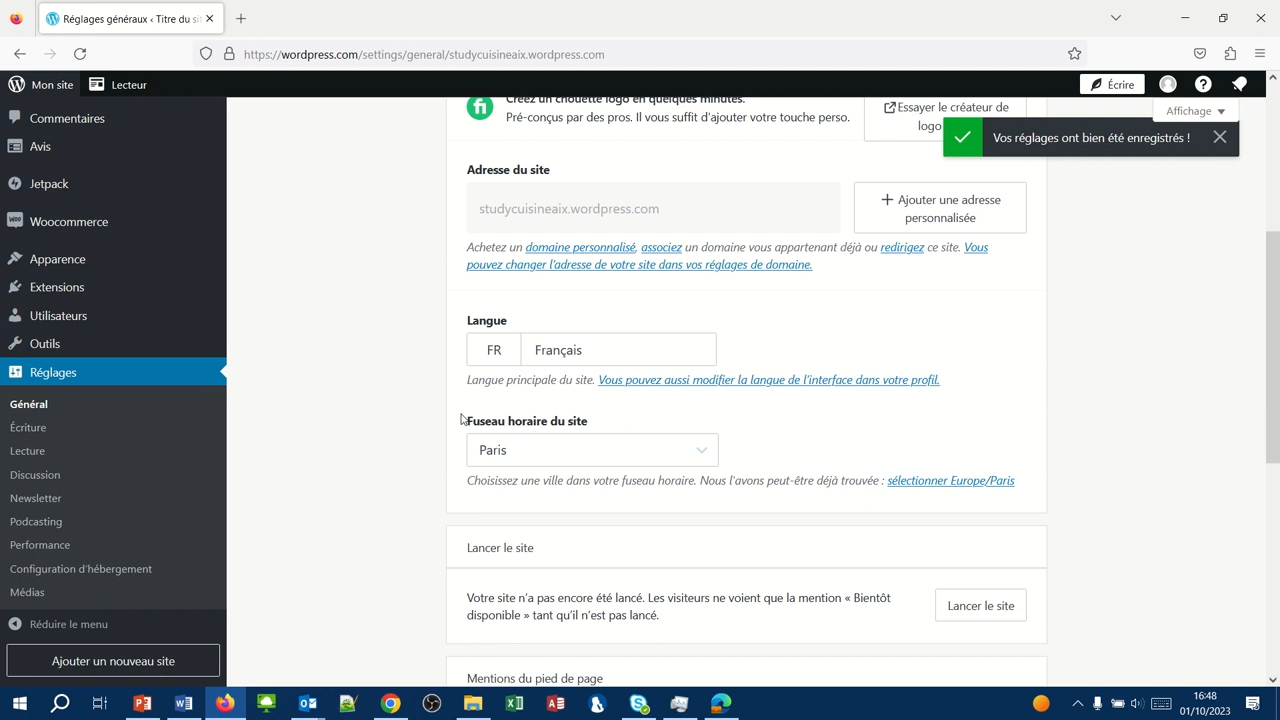 Réglages généraux ‹ Titre du si
https://wordpress.com/settings/general/studycuisineaix.wordpress.com
Mon site
Lecteur
Écrire
Commentaires
Avis
Jetpack
Woocommerce
Apparence
Extensions
Utilisateurs
Outils
Réglages
Général
Écriture
Lecture
Discussion
Newsletter
Podcasting
Performance
Configuration d'hébergement
Médias
Réduire le menu
Ajouter un nouveau site
Affichage
Vos réglages ont bien été enregistrés !
Créez un chouette logo en quelques minutes.
Pré-conçus par des pros. Il vous suffit d'ajouter votre touche perso.
Essayer le créateur de
logo
Adresse du site
studycuisineaix.wordpress.com
+ Ajouter une adresse
personnalisée
Achetez un domaine personnalisé, associez un domaine vous appartenant déjà ou redirigez ce site. Vous
pouvez changer l'adresse de votre site dans vos réglages de domaine.
Langue
FR Français
Langue principale du site. Vous pouvez aussi modifier la langue de l'interface dans votre profil.
Fuseau horaire du site
Paris
Choisissez une ville dans votre fuseau horaire. Nous l'avons peut-être déjà trouvée : sélectionner Europe/Paris
Lancer le site
Votre site n'a pas encore été lancé. Les visiteurs ne voient que la mention « Bientôt
disponible » tant qu'il n'est pas lancé.
Lancer le site
Mentions du pied de page
16:48
01/10/2023